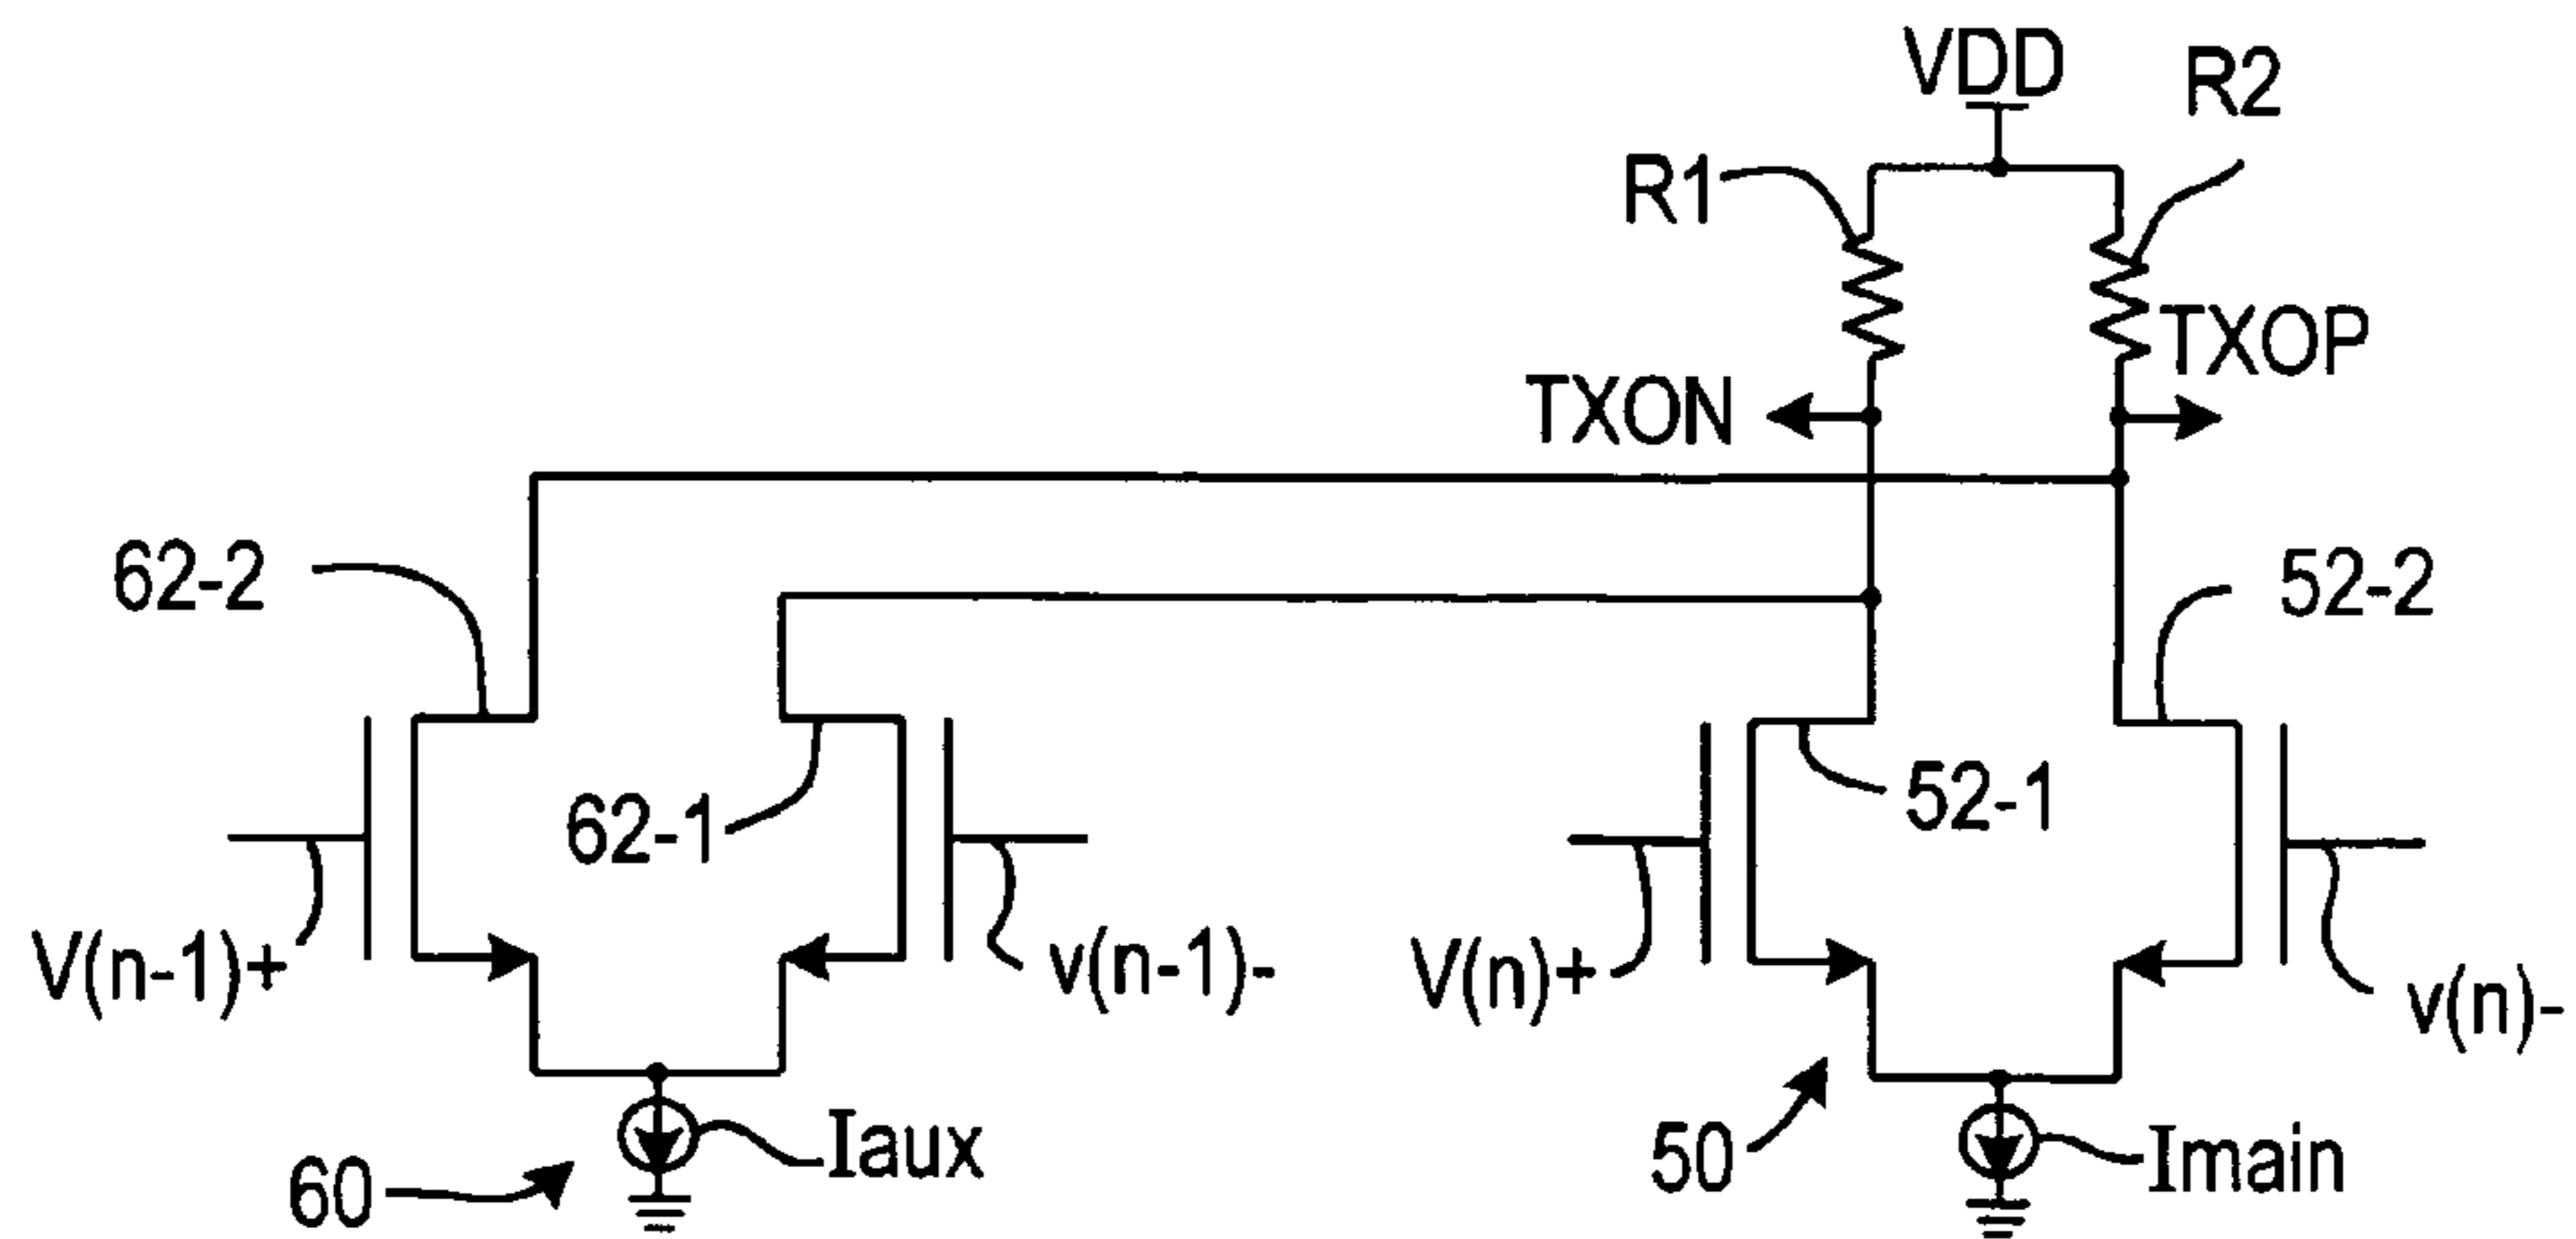 VDD
R2
R1
TXOP
TXON
62-2
52-2
62-1
52-1
V(n-1)+
v(n-1)-
V(n)+
v(n)-
60
Iaux
50
Imain